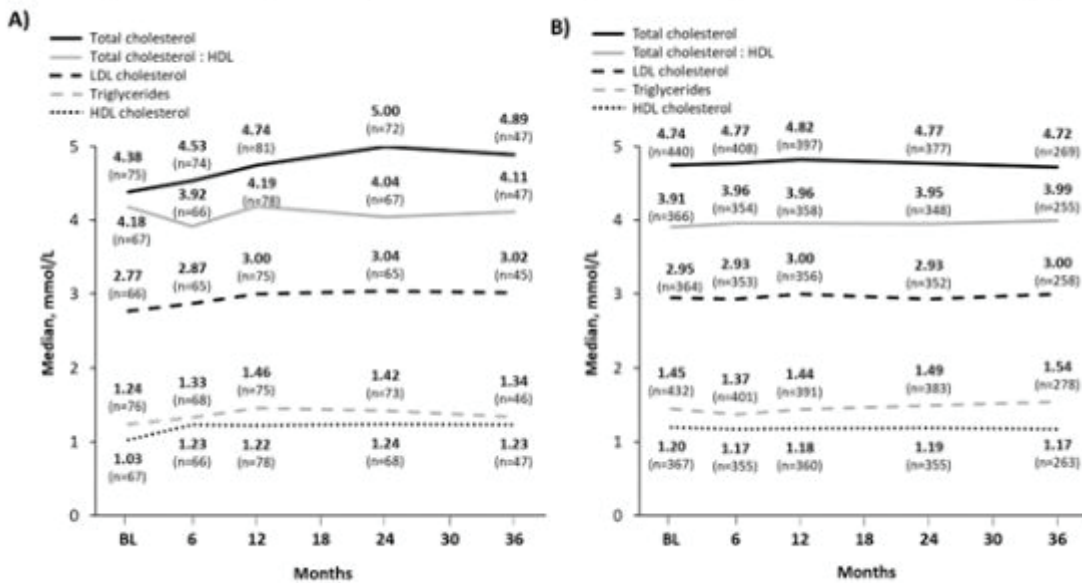 A)
Total cholesterol
Total cholesterol : HDL
LDL cholesterol
Triglycerides
HDL cholesterol
Median, mmol/L
5
4
3
2
1
0
4.38
(n=75)
4.53
(n=74)
4.74
(n=81)
5.00
(n=72)
4.89
(n=47)
4.18
(n=67)
3.92
(n=66)
4.19
(n=78)
4.04
(n=67)
4.11
(n=47)
2.77
(n=66)
2.87
(n=65)
3.00
(n=75)
3.04
(n=65)
3.02
(n=45)
1.24
(n=76)
1.33
(n=68)
1.46
(n=75)
1.42
(n=73)
1.34
(n=46)
1.03
(n=67)
1.23
(n=66)
1.22
(n=78)
1.24
(n=68)
1.23
(n=47)
BL 6 12 18 24 30 36
Months
B)
Total cholesterol
Total cholesterol : HDL
LDL cholesterol
Triglycerides
HDL cholesterol
Median, mmol/L
5
4
3
2
1
0
4.74
(n=440)
4.77
(n=408)
4.82
(n=397)
4.77
(n=377)
4.72
(n=269)
3.91
(n=366)
3.96
(n=354)
3.96
(n=358)
3.95
(n=348)
3.99
(n=255)
2.95
(n=364)
2.93
(n=353)
3.00
(n=356)
2.93
(n=352)
3.00
(n=258)
1.45
(n=432)
1.37
(n=401)
1.44
(n=391)
1.49
(n=383)
1.54
(n=278)
1.20
(n=367)
1.17
(n=355)
1.18
(n=360)
1.19
(n=355)
1.17
(n=263)
BL 6 12 18 24 30 36
Months